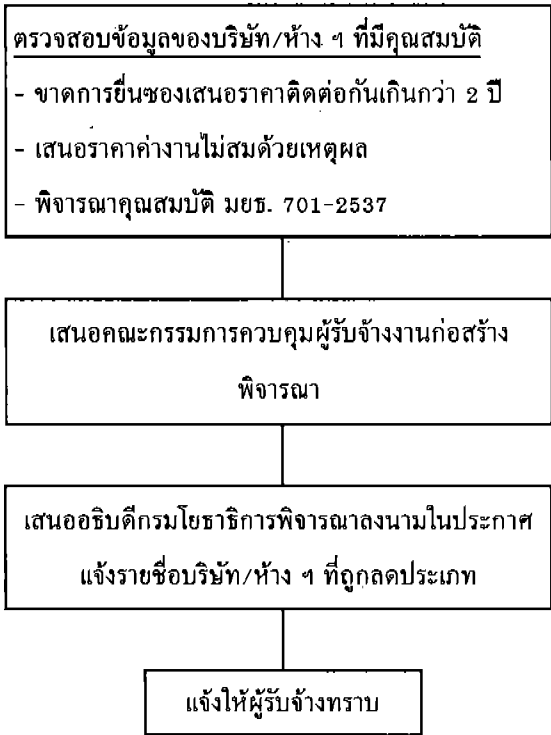 ตรวจสอบข้อมูลของบริษัท/ห้าง ฯ ที่มีคุณสมบัติ
- ขาดการยื่นซองเสนอราคาติดต่อกันเกินกว่า 2 ปี
- เสนอราคาค่างานไม่สมด้วยเหตุผล
- พิจารณาคุณสมบัติ มยธ. 701-2537
เสนอคณะกรรมการควบคุมผู้รับจ้างงานก่อสร้าง
พิจารณา
เสนออธิบดีกรมโยธาธิการพิจารณาลงนามในประกาศ
แจ้งรายชื่อบริษัท/ห้าง ฯ ที่ถูกลดประเภท
แจ้งให้ผู้รับจ้างทราบ